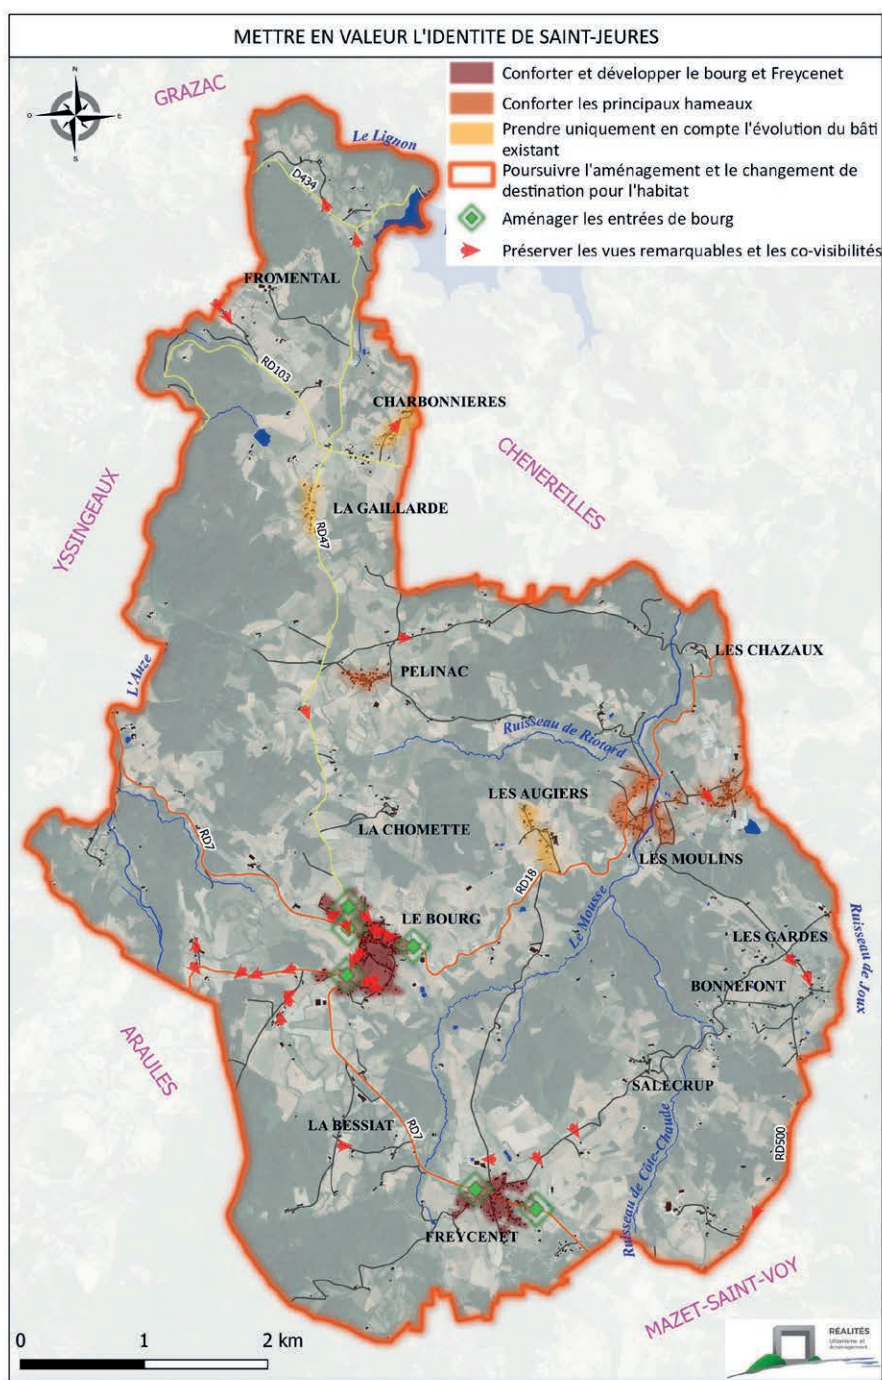 METTRE EN VALEUR L'IDENTITE DE SAINT-JEURES
Conforter et développer le bourg et Freycenet
Conforter les principaux hameaux
Prendre uniquement en compte l'évolution du bâti
existant
Poursuivre l'aménagement et le changement de
destination pour l'habitat
Aménager les entrées de bourg
Préserver les vues remarquables et les co-visibilités
N
O
E
S
GRAZAC
Le Lignon
D434
FROMENTAL
RD103
CHARBONNIERES
CHENEREILLES
YSSINGEAUX
LA GAILLARDE
RD47
LES CHAZAUX
L'Auze
PELINAC
Ruisseau de Riotord
LES AUGIERS
LA CHOMETTE
RD7
LES MOULINS
RD18
LE BOURG
Le Mousse
LES GARDES
Ruisseau de Joux
BONNEFONT
ARAULES
SALECRUP
LA BESSIAT
RD7
Ruisseau de Côte-Chaude
RD500
FREYCENET
MAZET-SAINT-VOY
0 1 2 km
RÉALITÉS
Urbanisme et
Aménagement